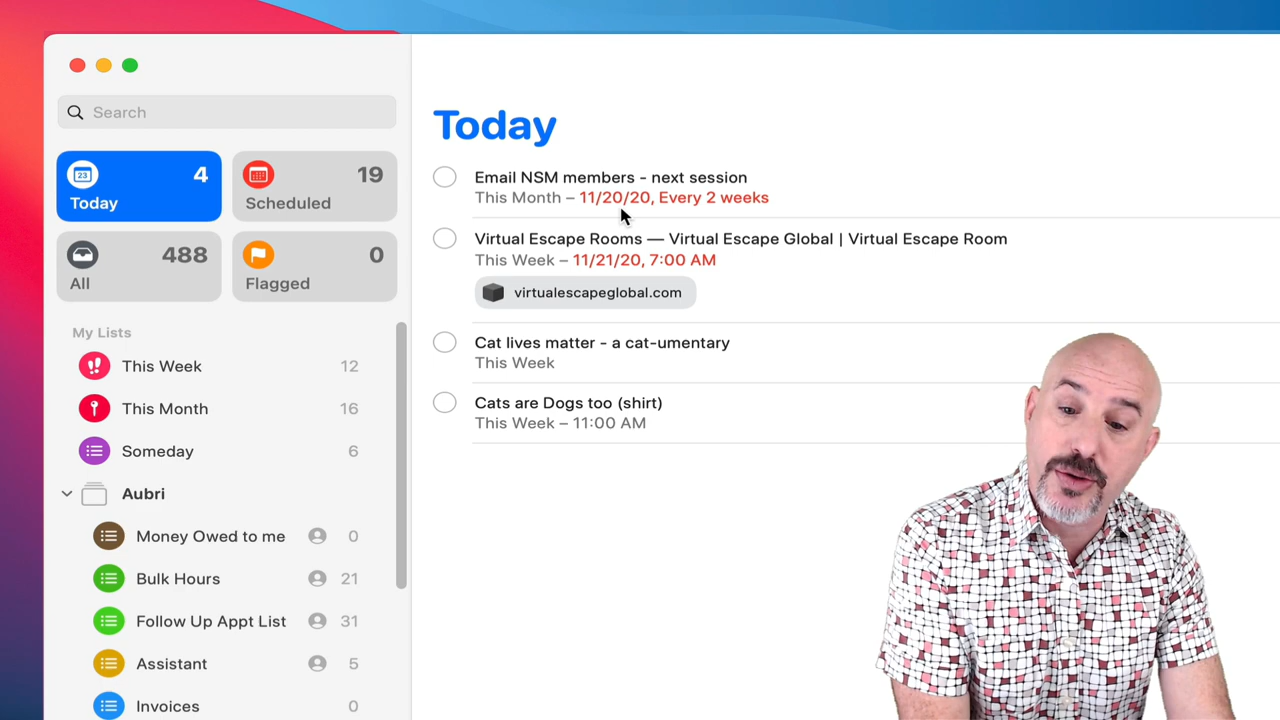 Search
23
4
Today
19
Scheduled
488
All
0
Flagged
My Lists
This Week 12
This Month 16
Someday 6
Aubri
Money Owed to me 0
Bulk Hours 21
Follow Up Appt List 31
Assistant 5
Invoices 0
Today
Email NSM members - next session
This Month – 11/20/20, Every 2 weeks
Virtual Escape Rooms — Virtual Escape Global | Virtual Escape Room
This Week – 11/21/20, 7:00 AM
virtualescapeglobal.com
Cat lives matter - a cat-umentary
This Week
Cats are Dogs too (shirt)
This Week – 11:00 AM